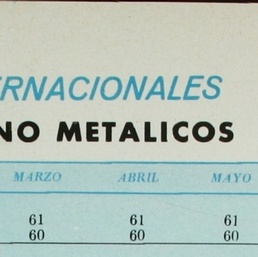 ERNACIONALES
NO METALICOS
MARZO ABRIL MAYO
61 61 61
60 60 60